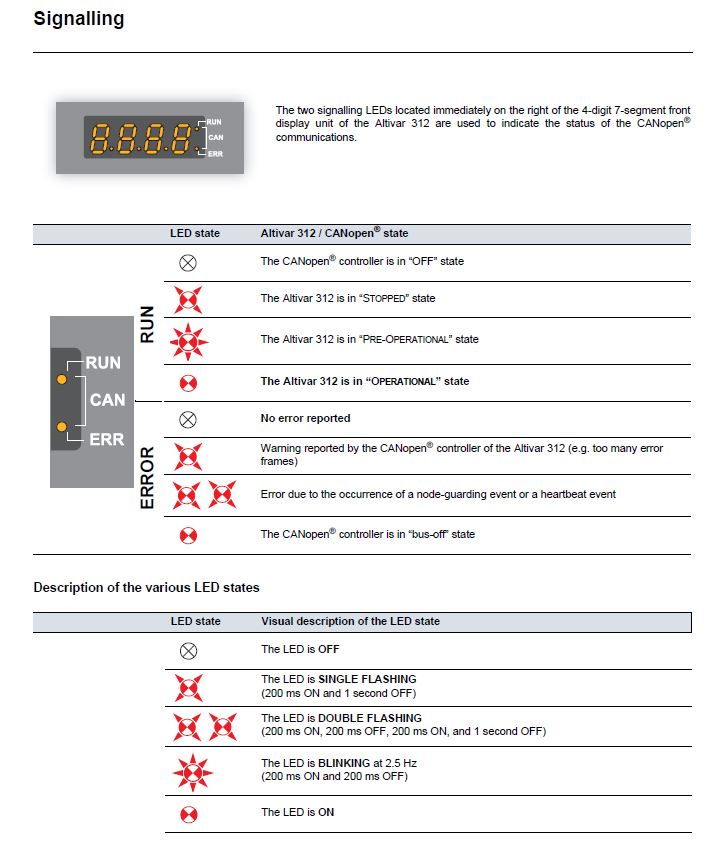 Signalling
The two signalling LEDs located immediately on the right of the 4-digit 7-segment front
display unit of the Altivar 312 are used to indicate the status of the CANopen®
communications.
8.8.8.8.
RUN
CAN
ERR
LED state Altivar 312 / CANopen® state
The CANopen® controller is in “OFF” state
The Altivar 312 is in “STOPPED” state
The Altivar 312 is in “PRE-OPERATIONAL” state
The Altivar 312 is in “OPERATIONAL” state
RUN
RUN
CAN
ERR
No error reported
Warning reported by the CANopen® controller of the Altivar 312 (e.g. too many error
frames)
Error due to the occurrence of a node-guarding event or a heartbeat event
The CANopen® controller is in “bus-off” state
ERROR
Description of the various LED states
LED state Visual description of the LED state
The LED is OFF
The LED is SINGLE FLASHING
(200 ms ON and 1 second OFF)
The LED is DOUBLE FLASHING
(200 ms ON, 200 ms OFF, 200 ms ON, and 1 second OFF)
The LED is BLINKING at 2.5 Hz
(200 ms ON and 200 ms OFF)
The LED is ON